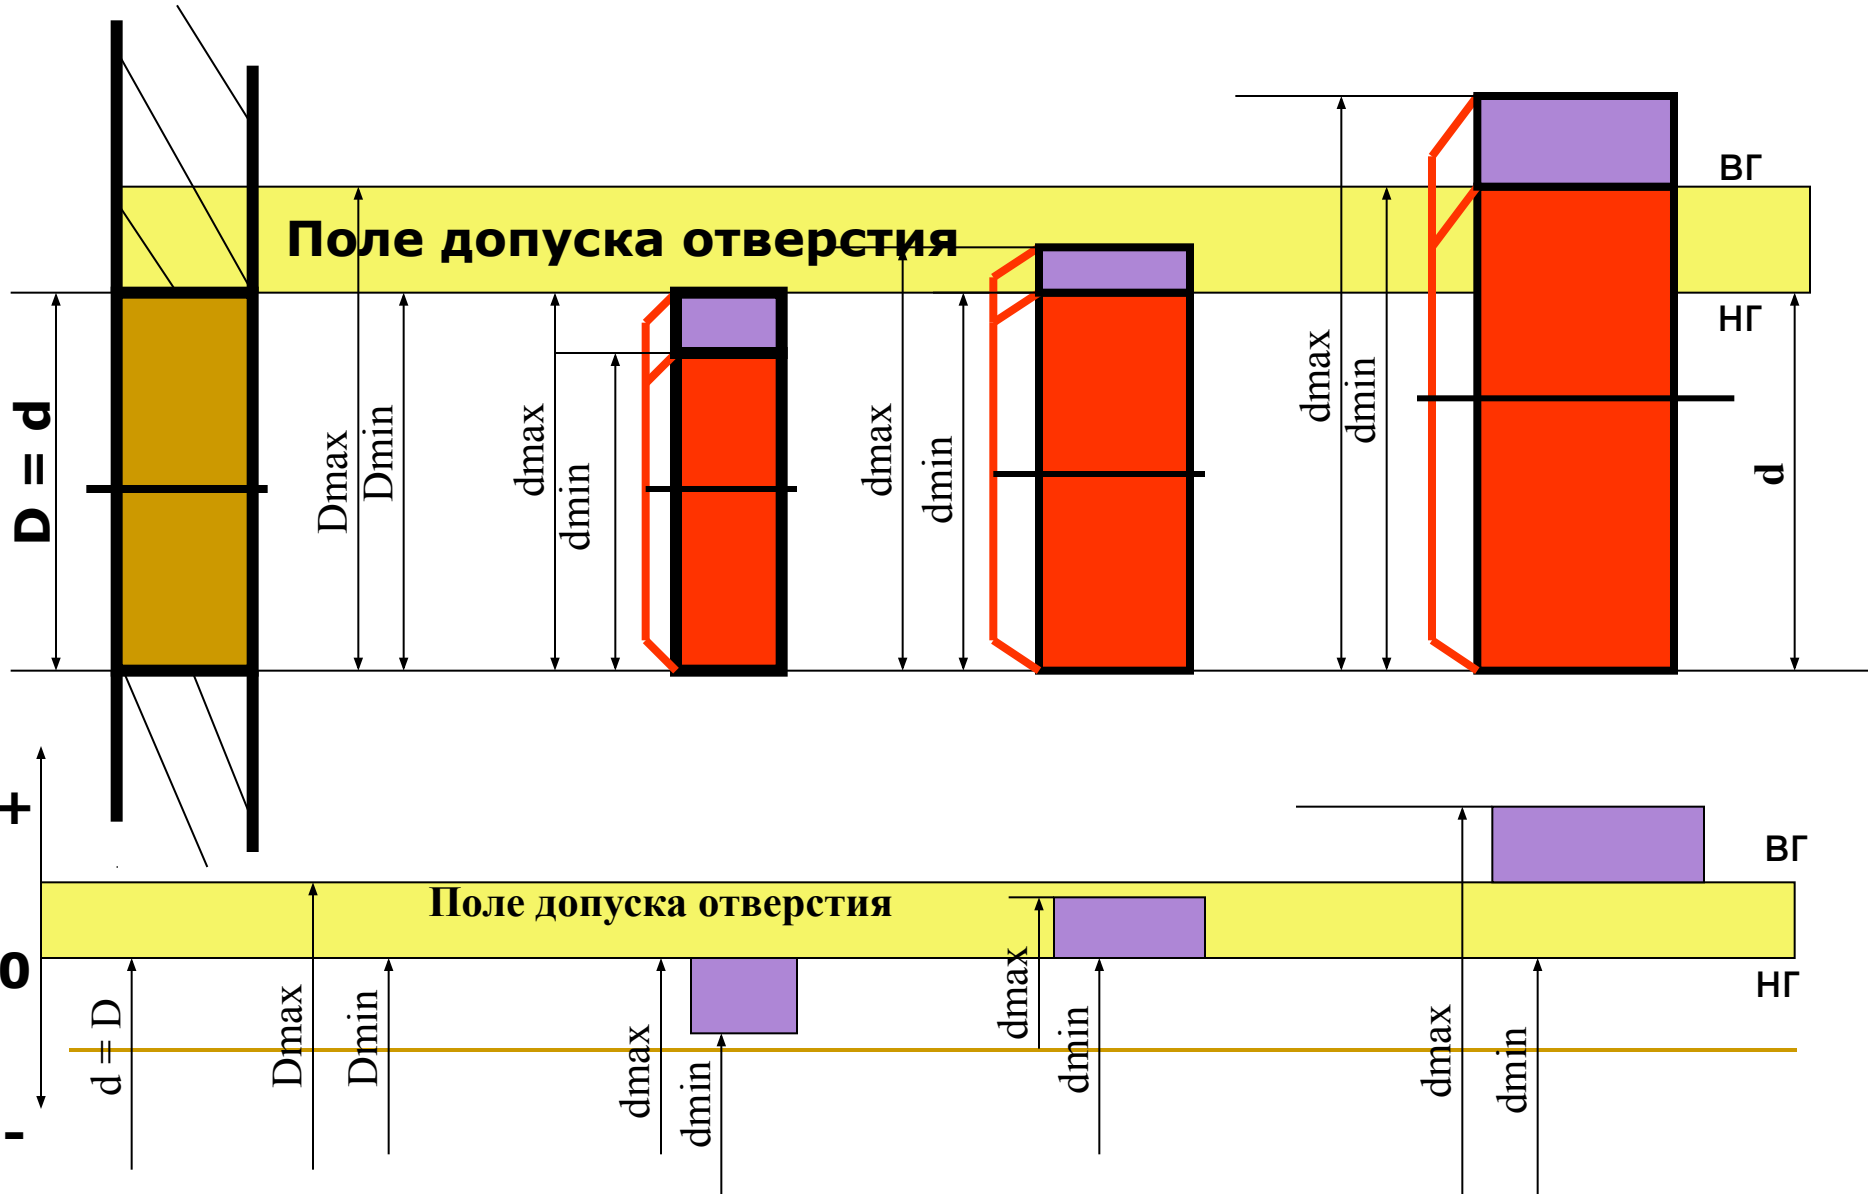 вг
Поле допуска отверстия
нг
D = d
Dmax
Dmin
dmax
dmin
dmax
dmin
dmax
dmin
d
+
вг
Поле допуска отверстия
0
нг
d = D
Dmax
Dmin
dmax
dmin
dmax
dmin
dmax
dmin
-